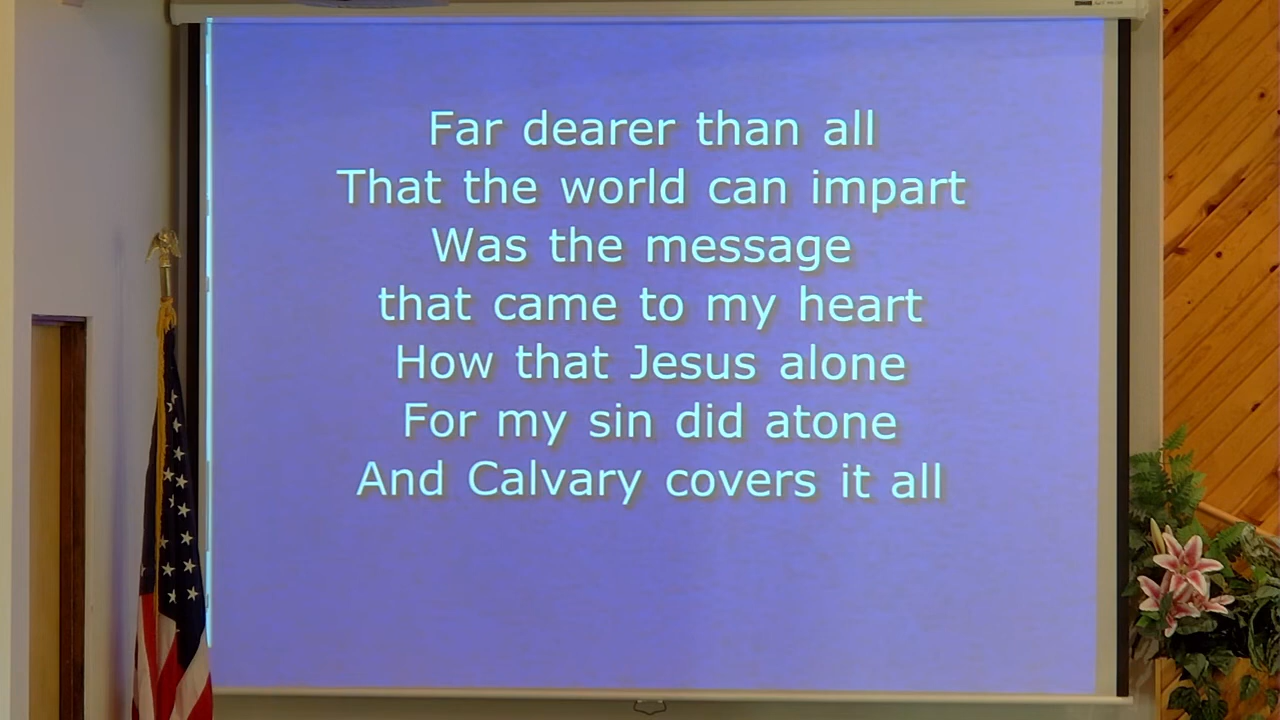 Far dearer than all
That the world can impart
Was the message
that came to my heart
How that Jesus alone
For my sin did atone
And Calvary covers it all